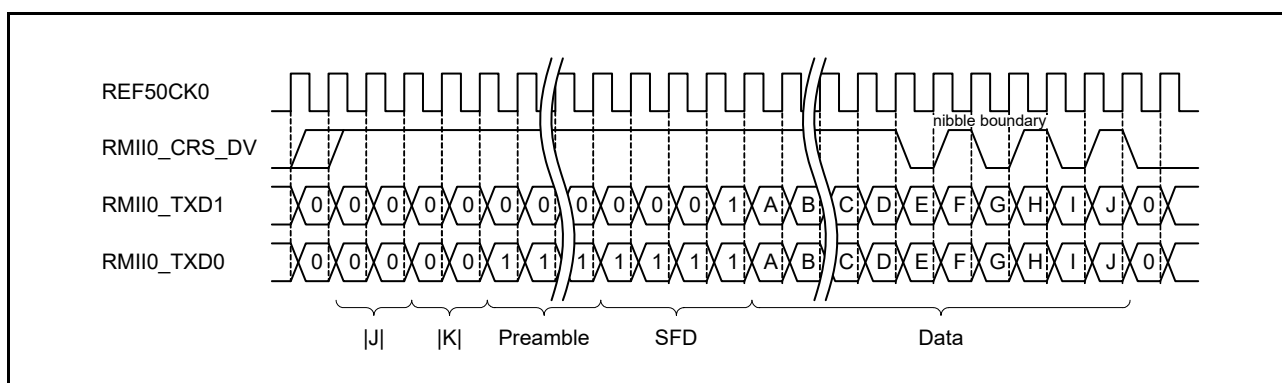 REF50CK0
nibble boundary
RMII0_CRS_DV
RMII0_TXD1 0 0 0 0 0 0 0 0 0 0 0 1 A B C D E F G H I J 0
RMII0_TXD0 0 0 0 0 0 1 1 1 1 1 1 1 A B C D E F G H I J 0
|J| |K| Preamble SFD Data